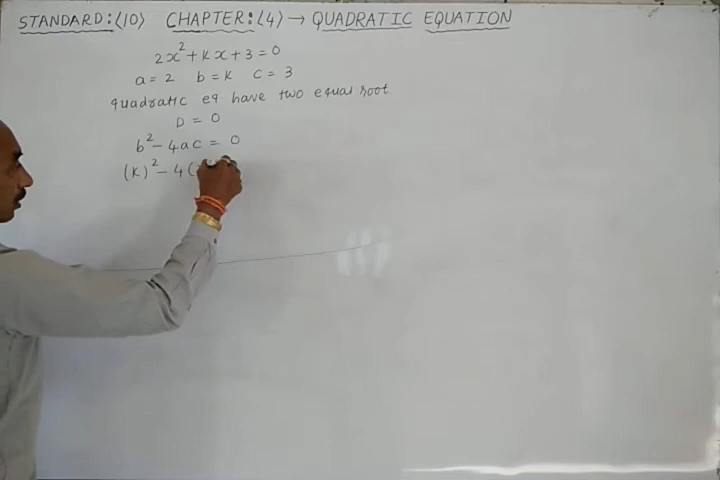 STANDARD:(10) CHAPTER:(4) → QUADRATIC EQUATION
2x² + kx + 3 = 0
a = 2 b = k c = 3
quadratic eq have two equal root
D = 0
b² - 4ac = 0
(k)² - 4(